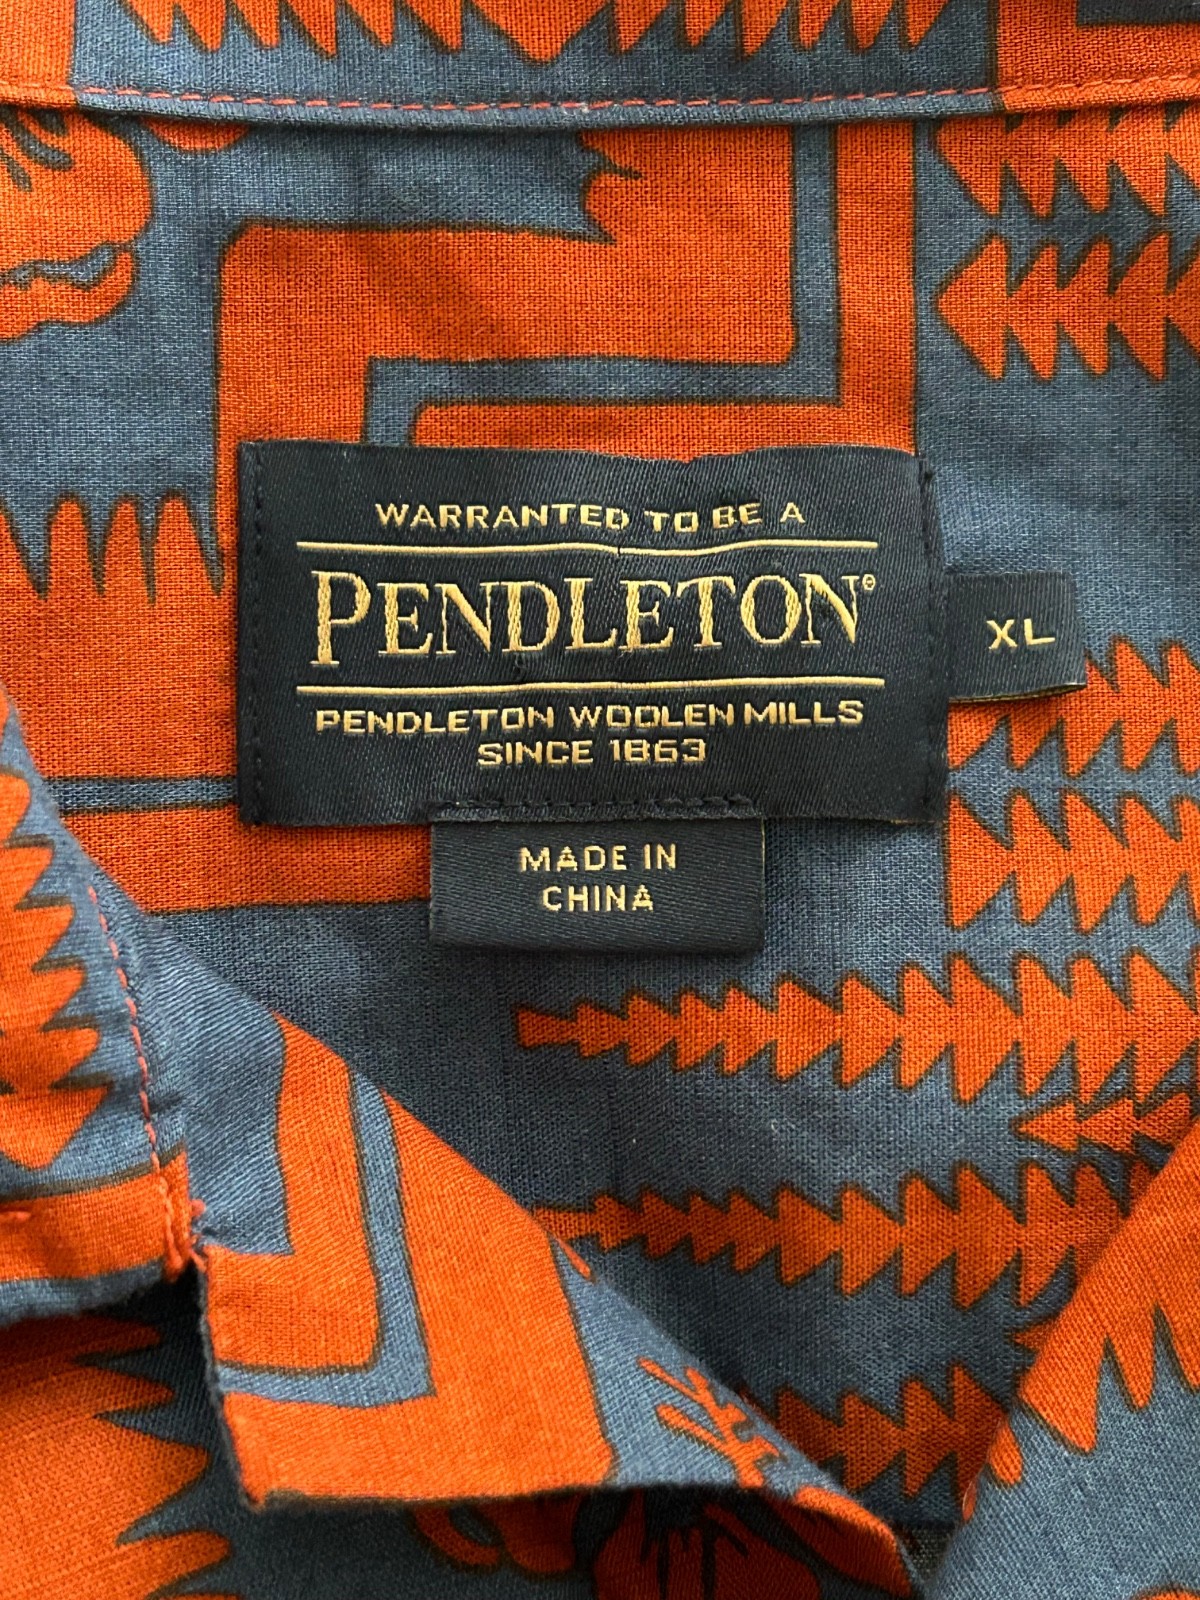 WARRANTED TO BE A
PENDLETON®
PENDLETON WOOLEN MILLS
SINCE 1863
XL
MADE IN
CHINA